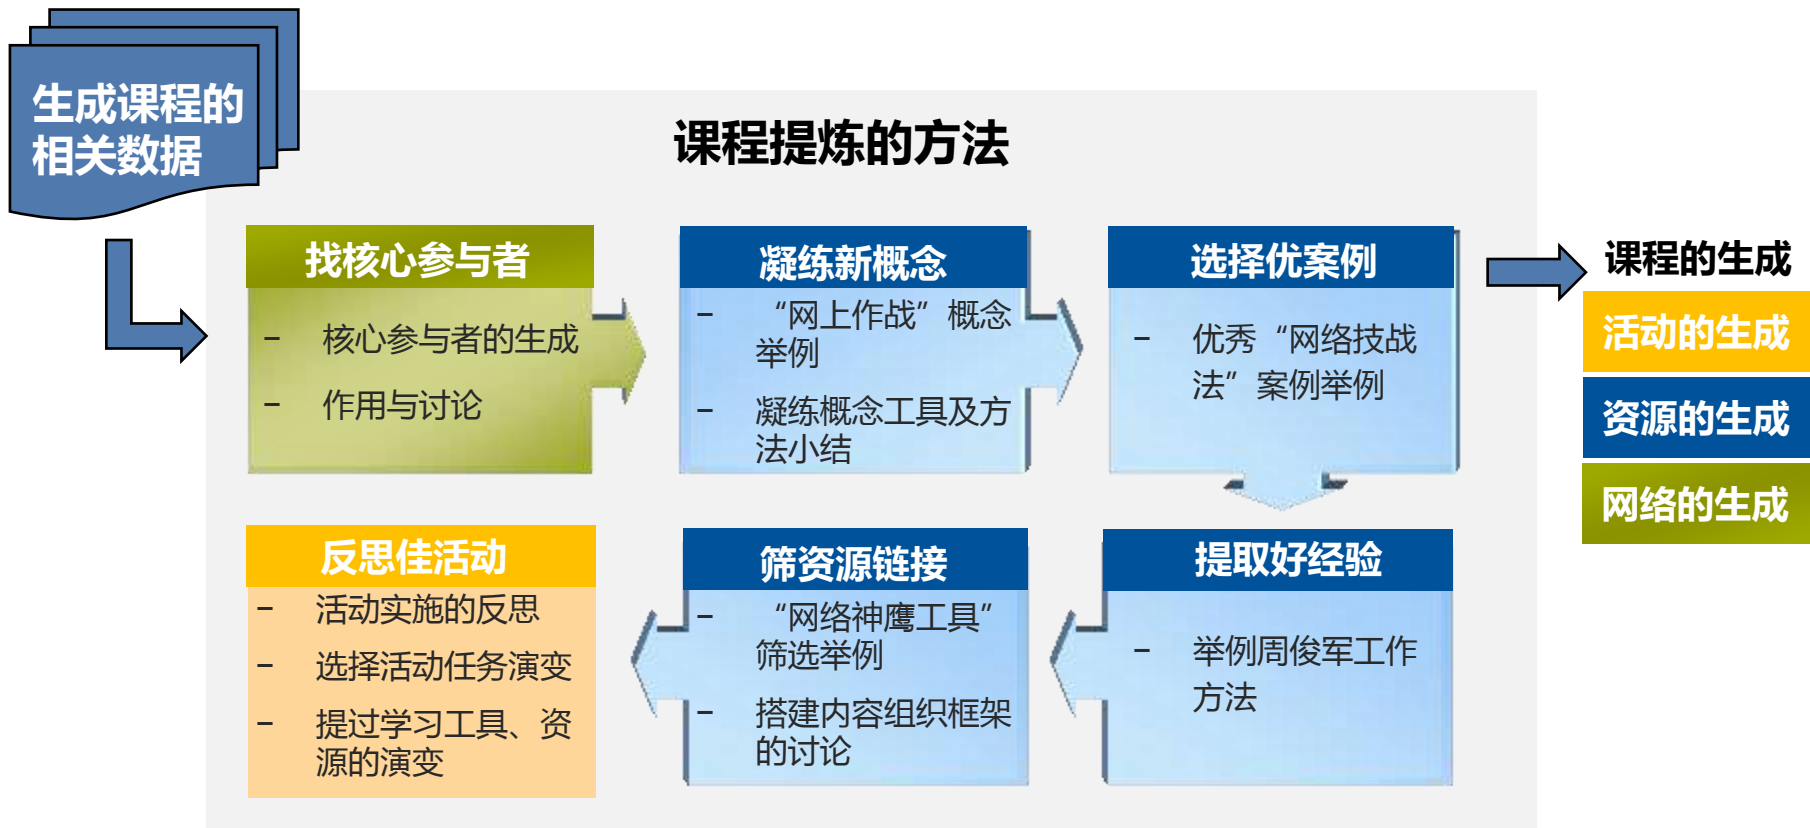 生成课程的
相关数据
课程提炼的方法
找核心参与者
- 核心参与者的生成
- 作用与讨论
凝练新概念
- “网上作战”概念
举例
- 凝练概念工具及方
法小结
选择优案例
- 优秀“网络技战
法”案例举例
提取好经验
- 举例周俊军工作
方法
筛资源链接
- “网络神鹰工具”
筛选举例
- 搭建内容组织框架
的讨论
反思佳活动
- 活动实施的反思
- 选择活动任务演变
- 提过学习工具、资
源的演变
课程的生成
活动的生成
资源的生成
网络的生成